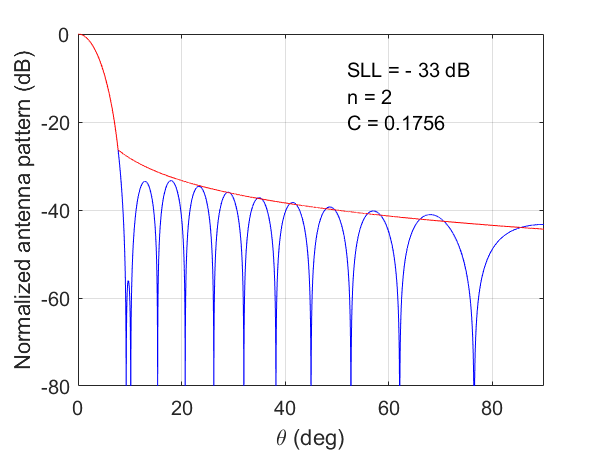 Normalized antenna pattern (dB)
0
-20
-40
-60
-80
SLL = - 33 dB
n = 2
C = 0.1756
0 20 40 60 80
θ (deg)